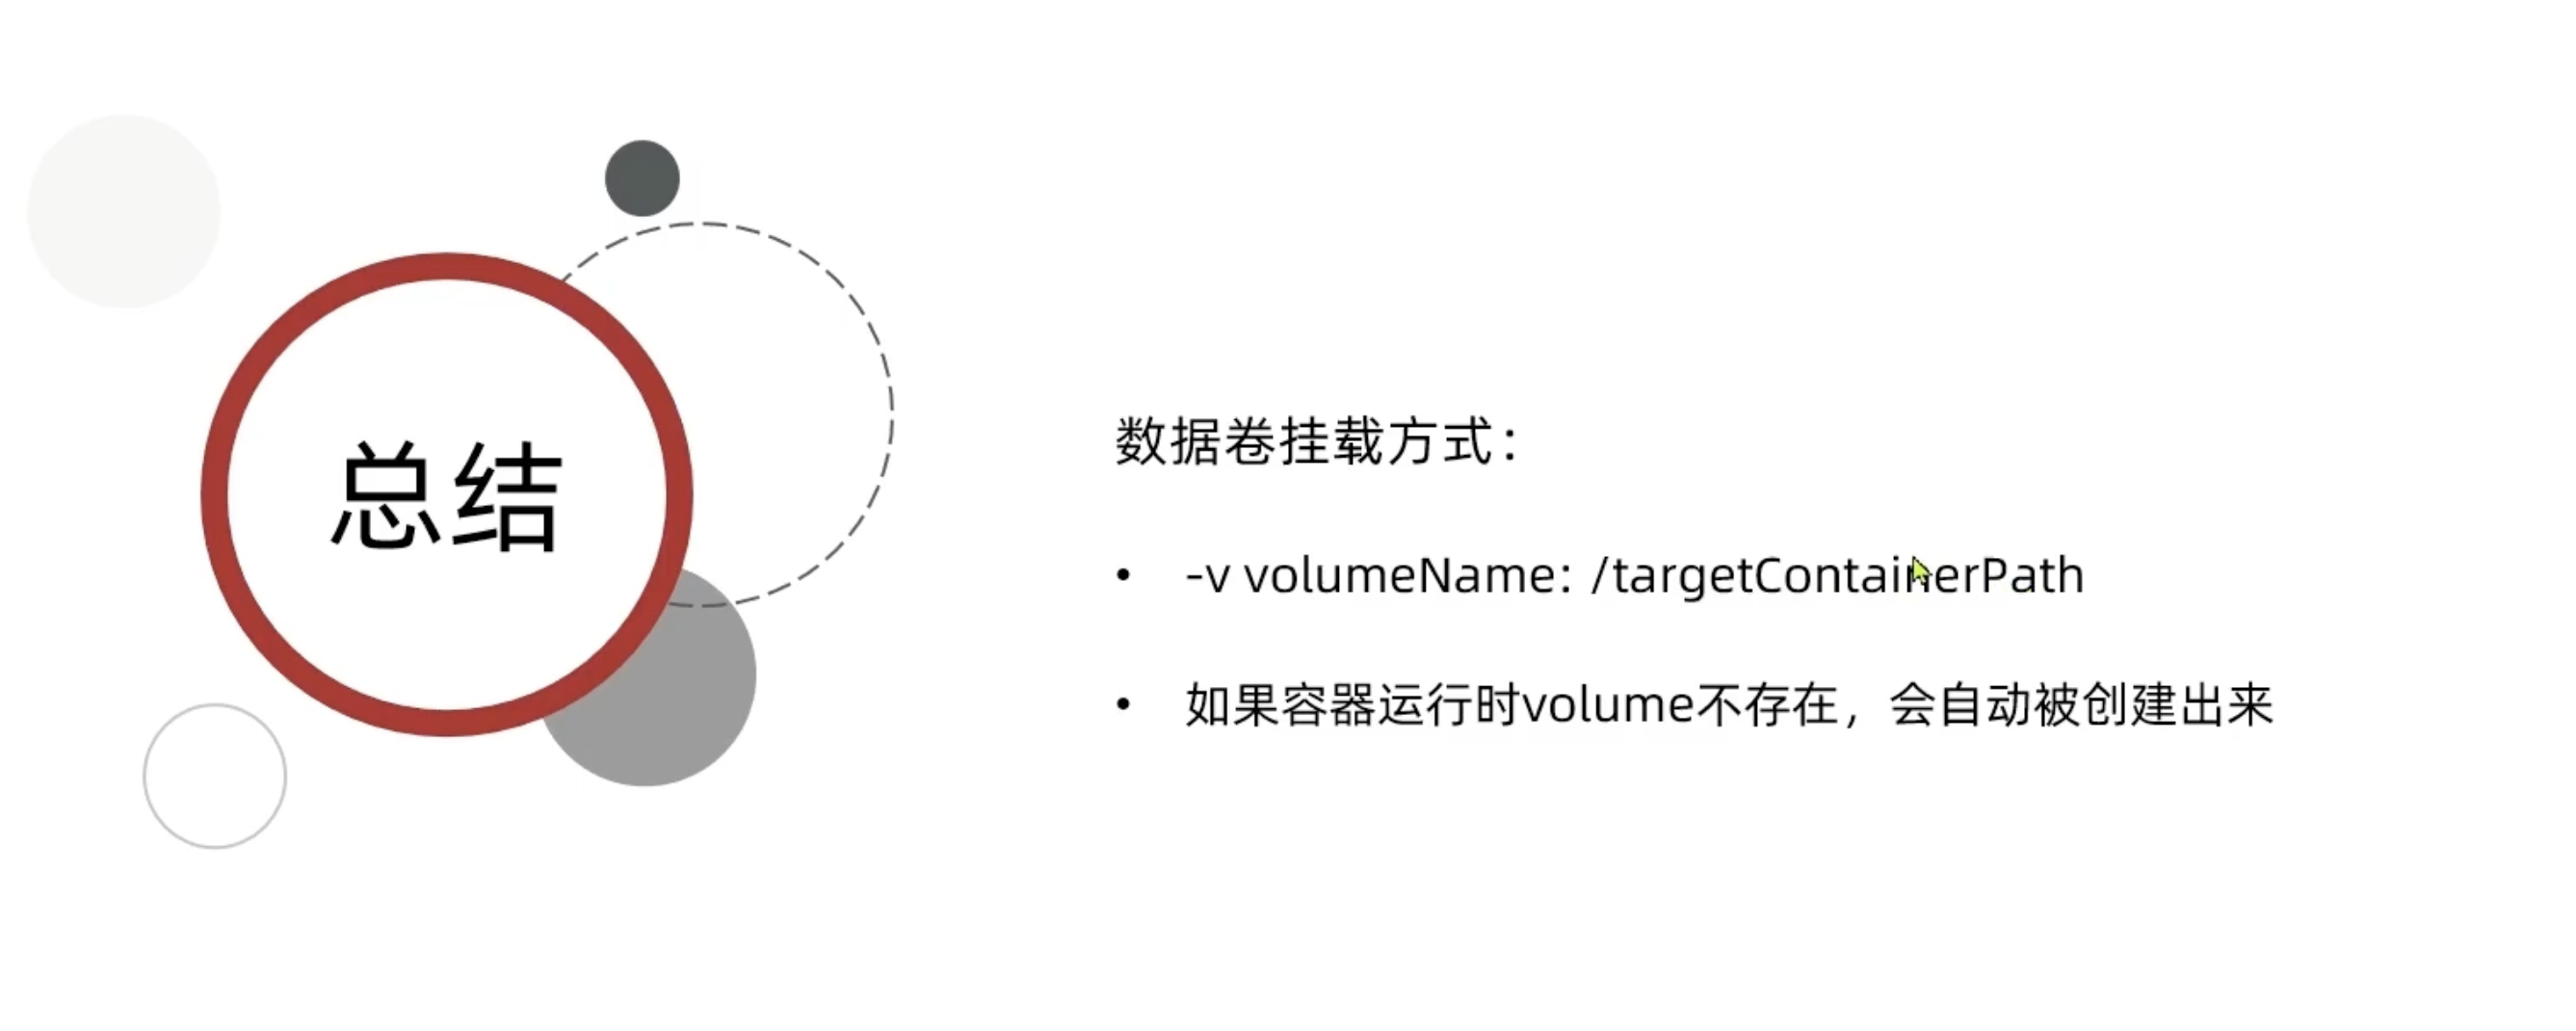 总结
数据卷挂载方式：
• -v volumeName: /targetContainerPath
• 如果容器运行时volume不存在，会自动被创建出来